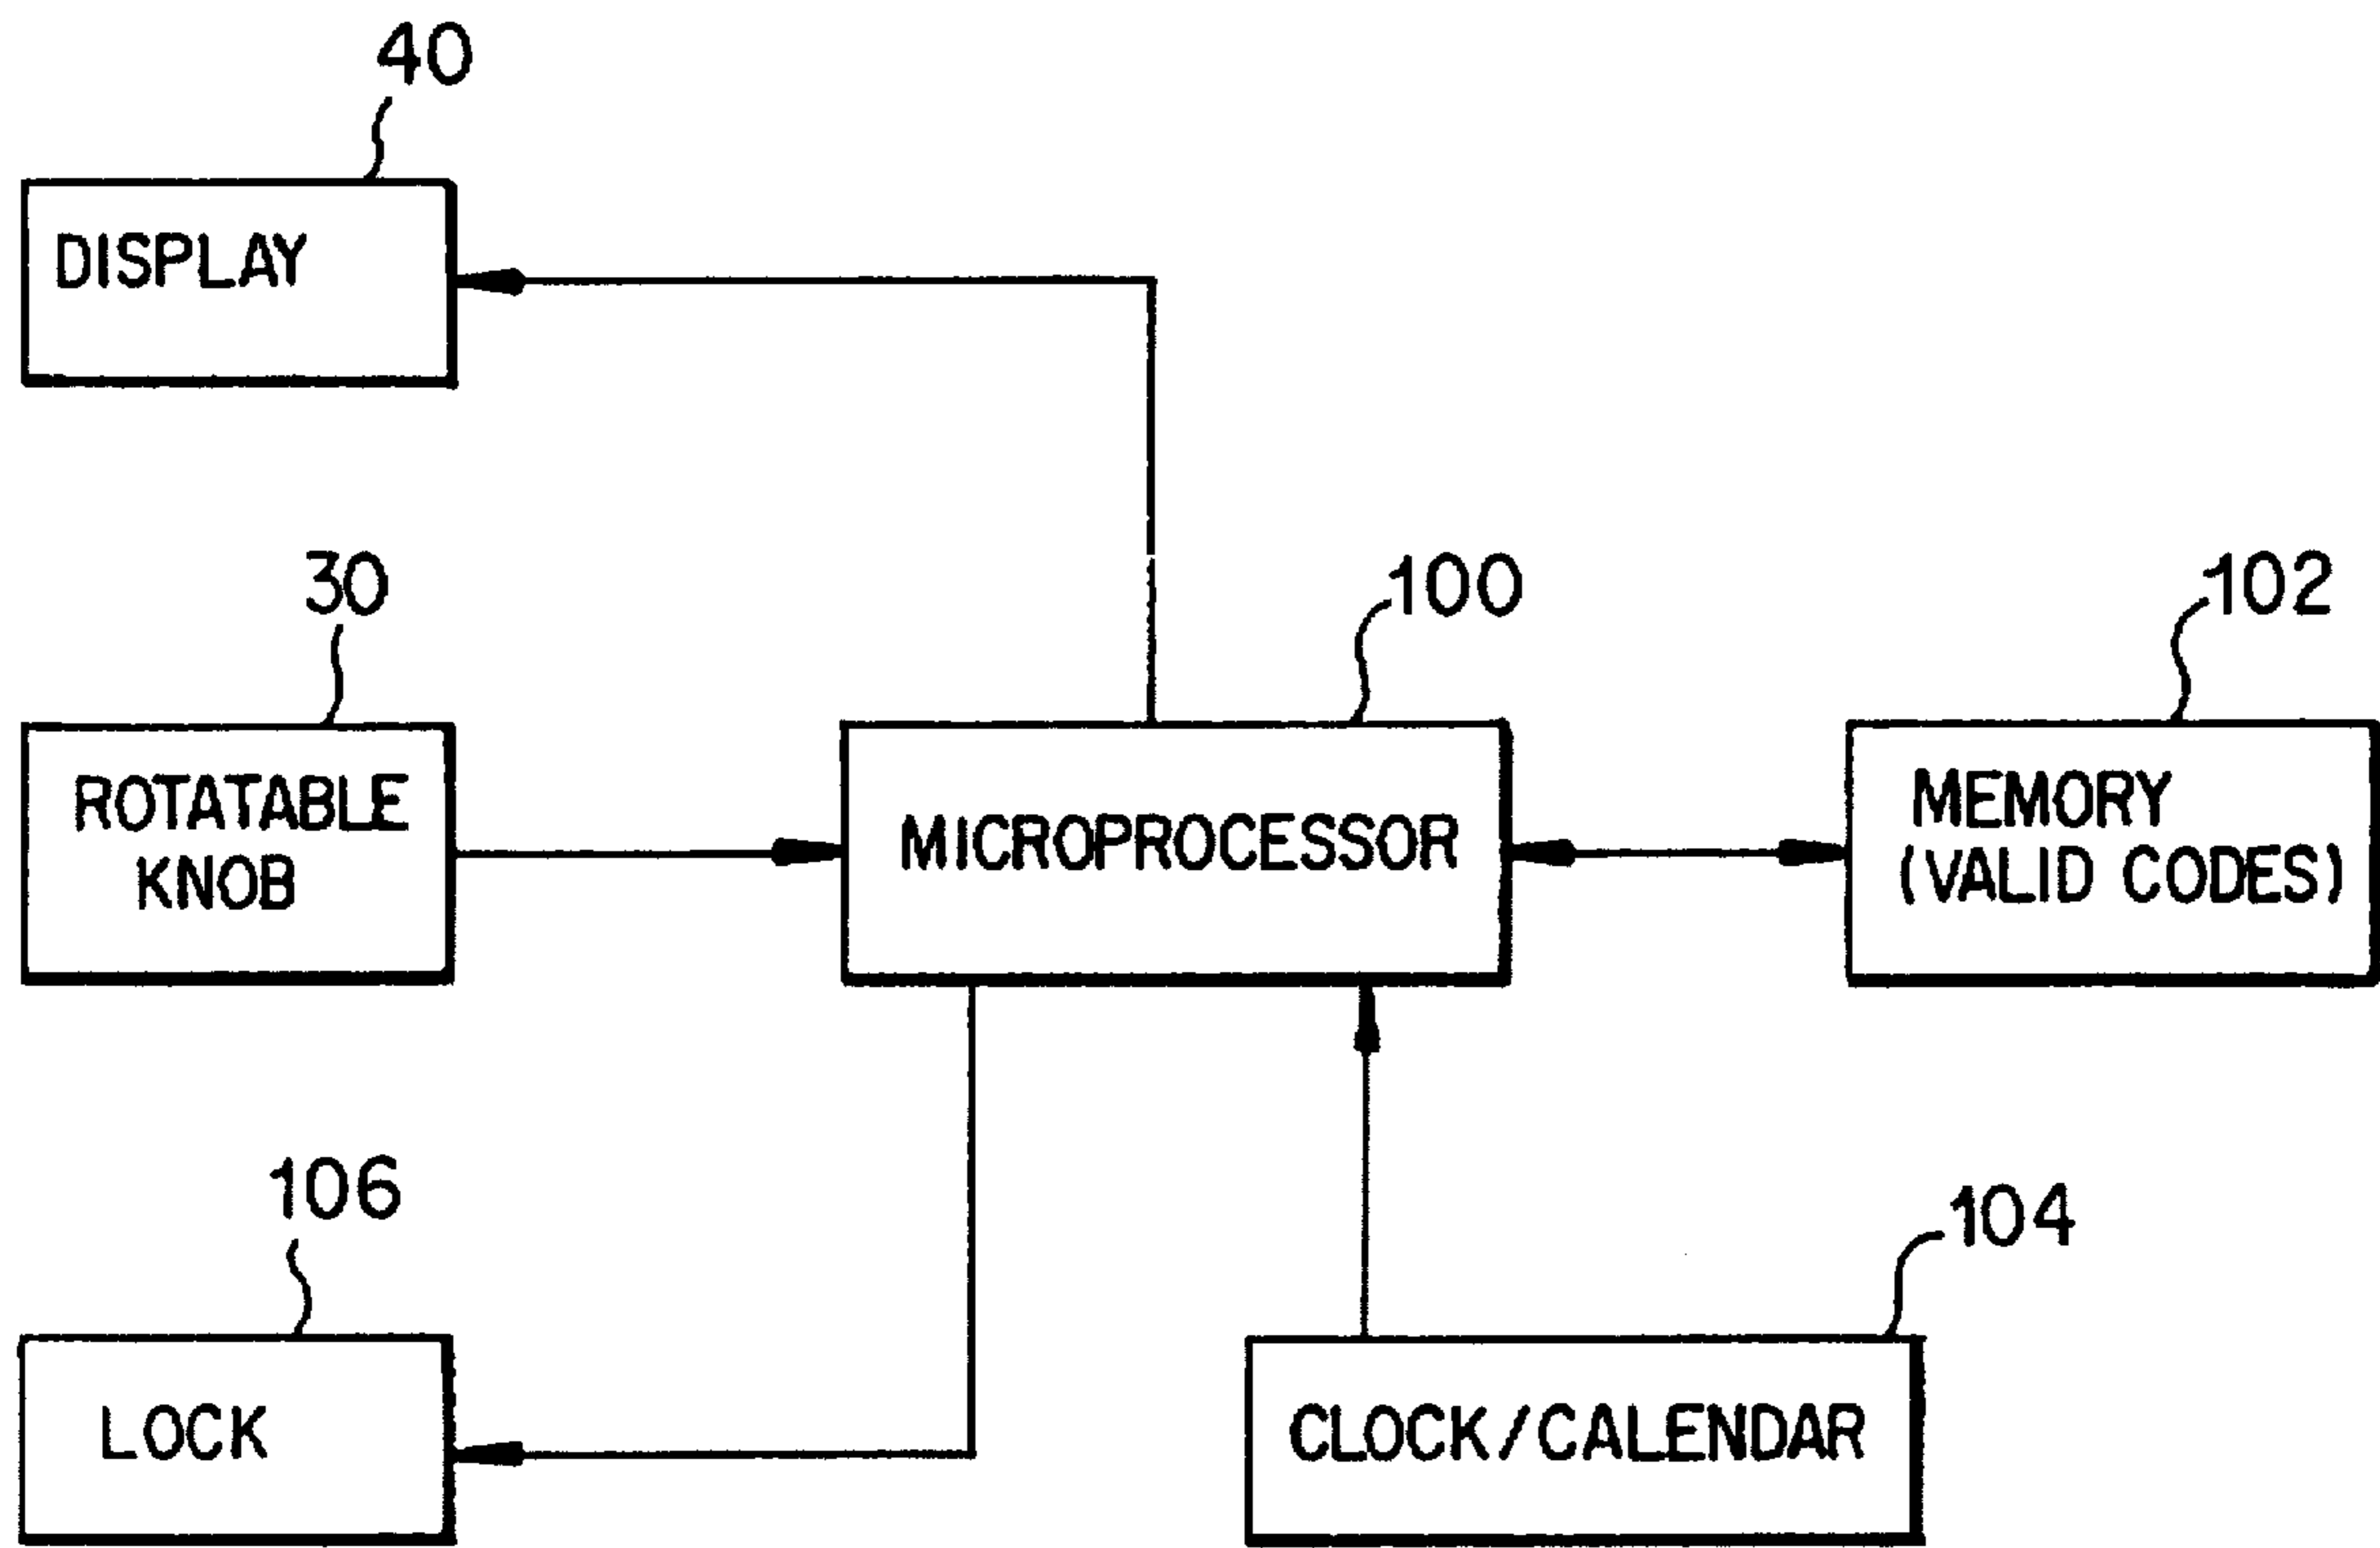 40
DISPLAY
30
ROTATABLE
KNOB
100
MICROPROCESSOR
102
MEMORY
(VALID CODES)
106
LOCK
104
CLOCK/CALENDAR